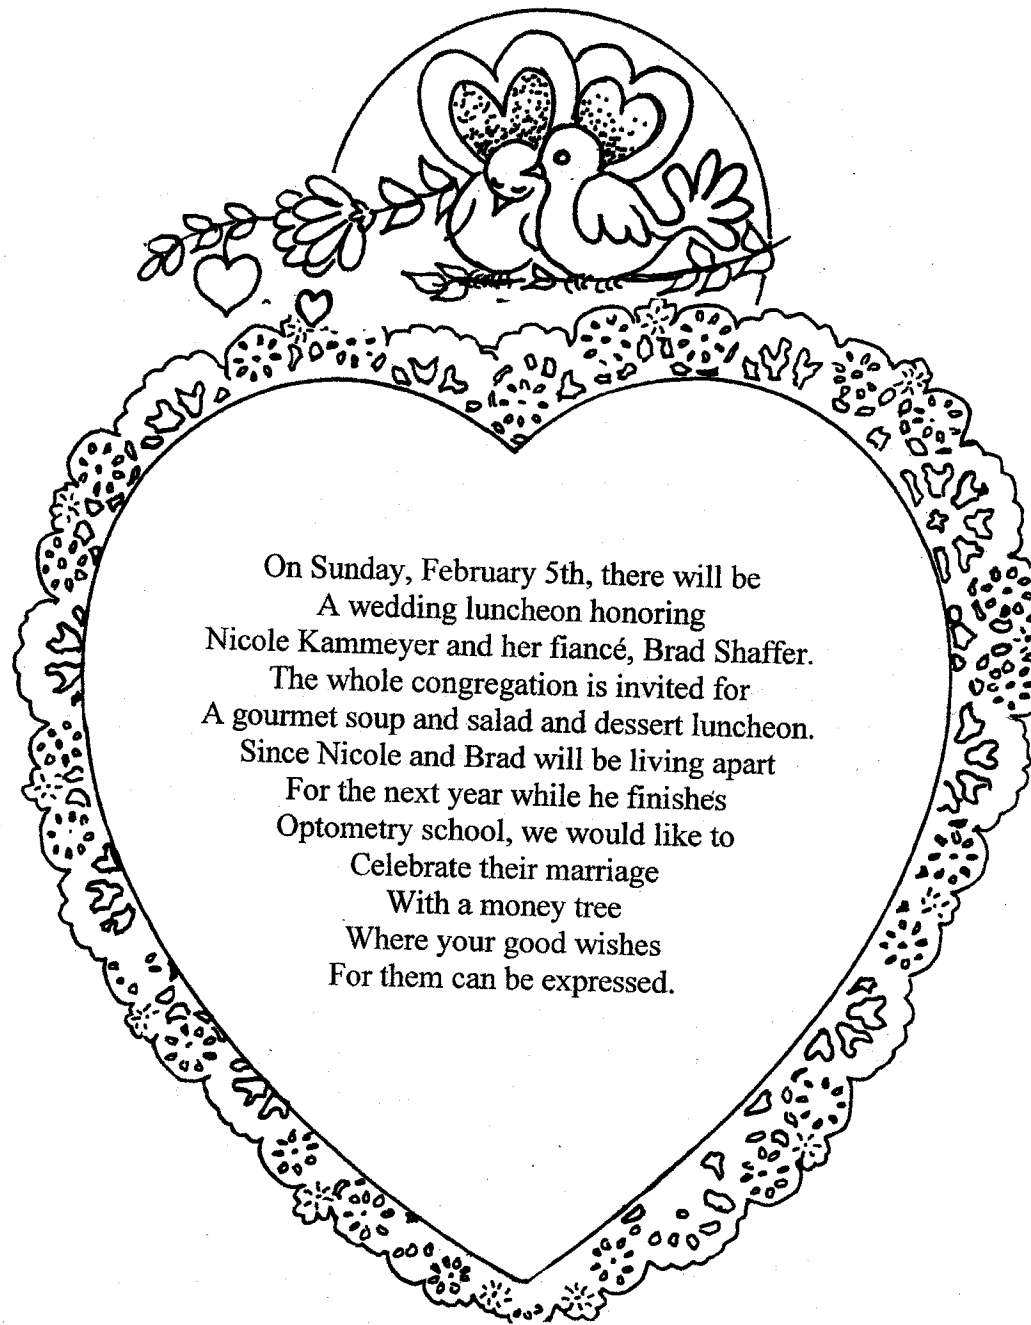 On Sunday, February 5th, there will be
A wedding luncheon honoring
Nicole Kammeyer and her fiancé, Brad Shaffer.
The whole congregation is invited for
A gourmet soup and salad and dessert luncheon.
Since Nicole and Brad will be living apart
For the next year while he finishes
Optometry school, we would like to
Celebrate their marriage
With a money tree
Where your good wishes
For them can be expressed.